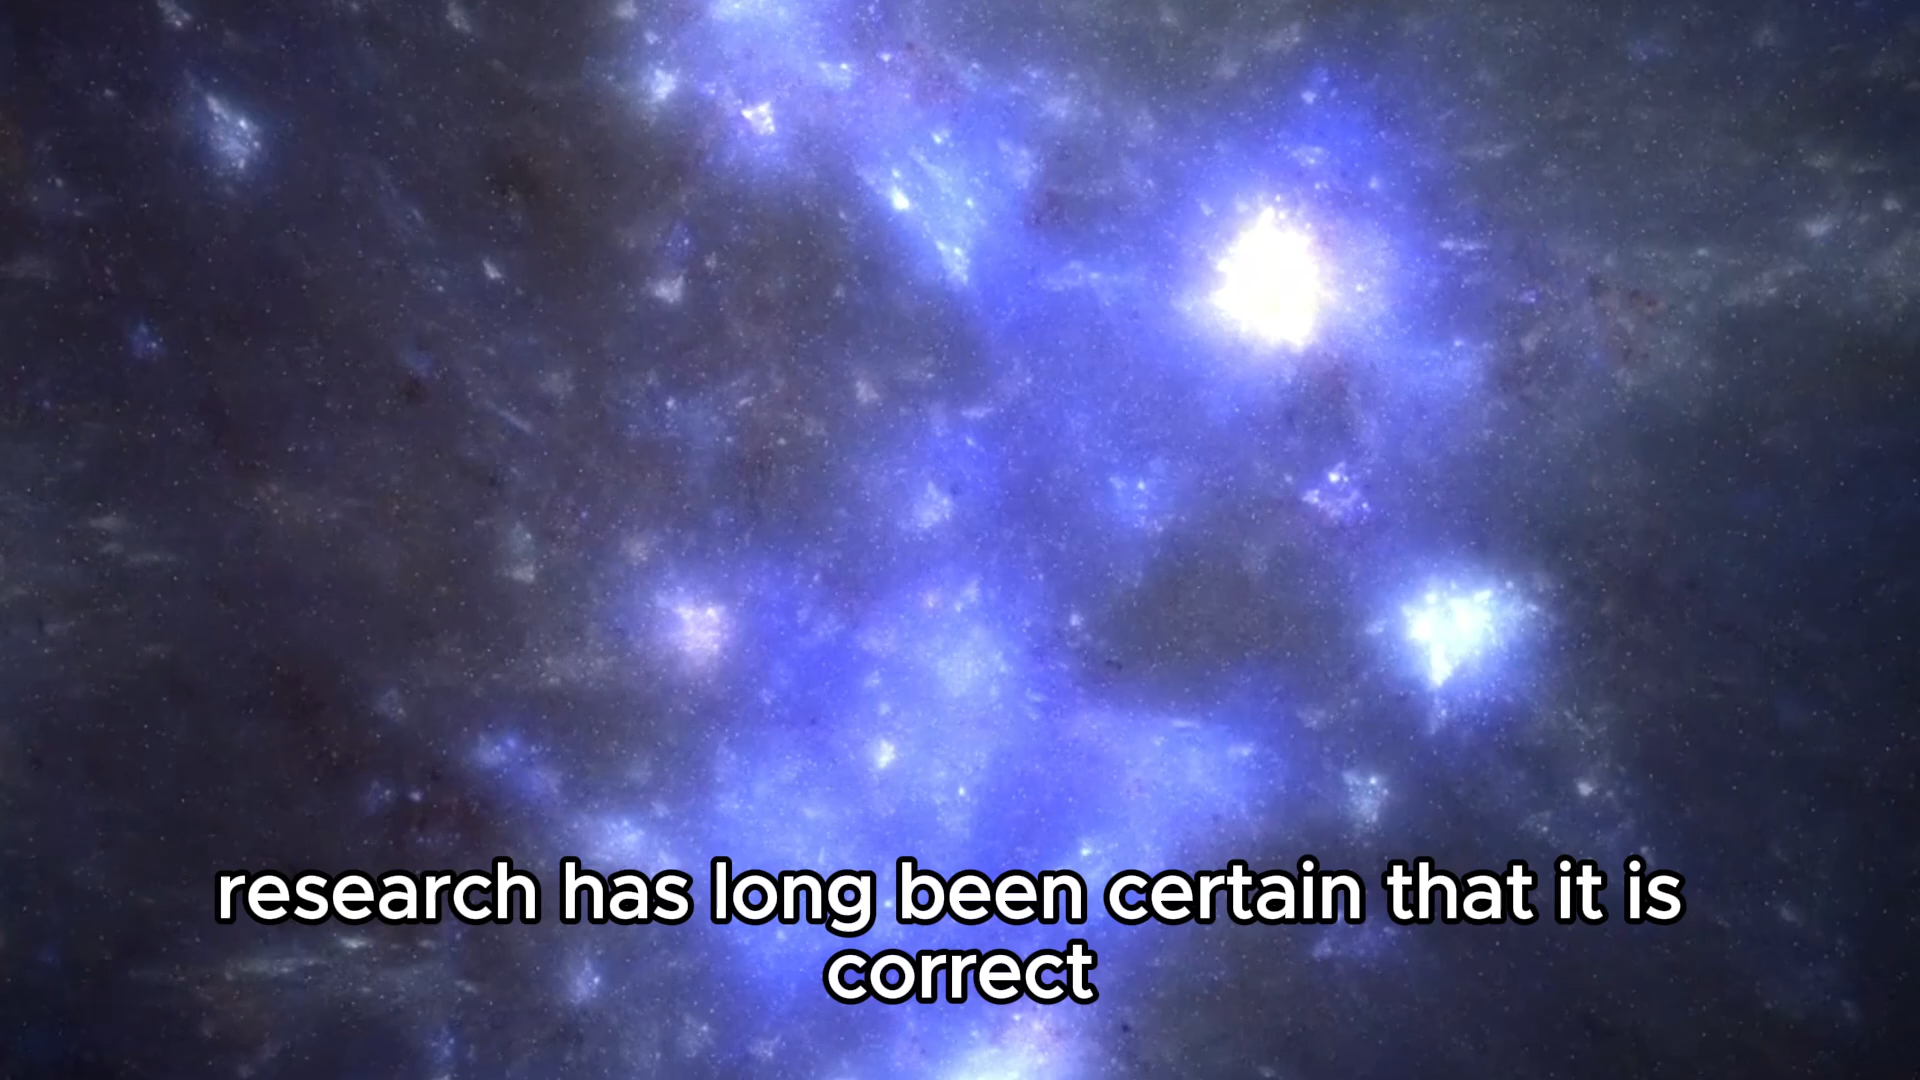 research has long been certain that it is
correct